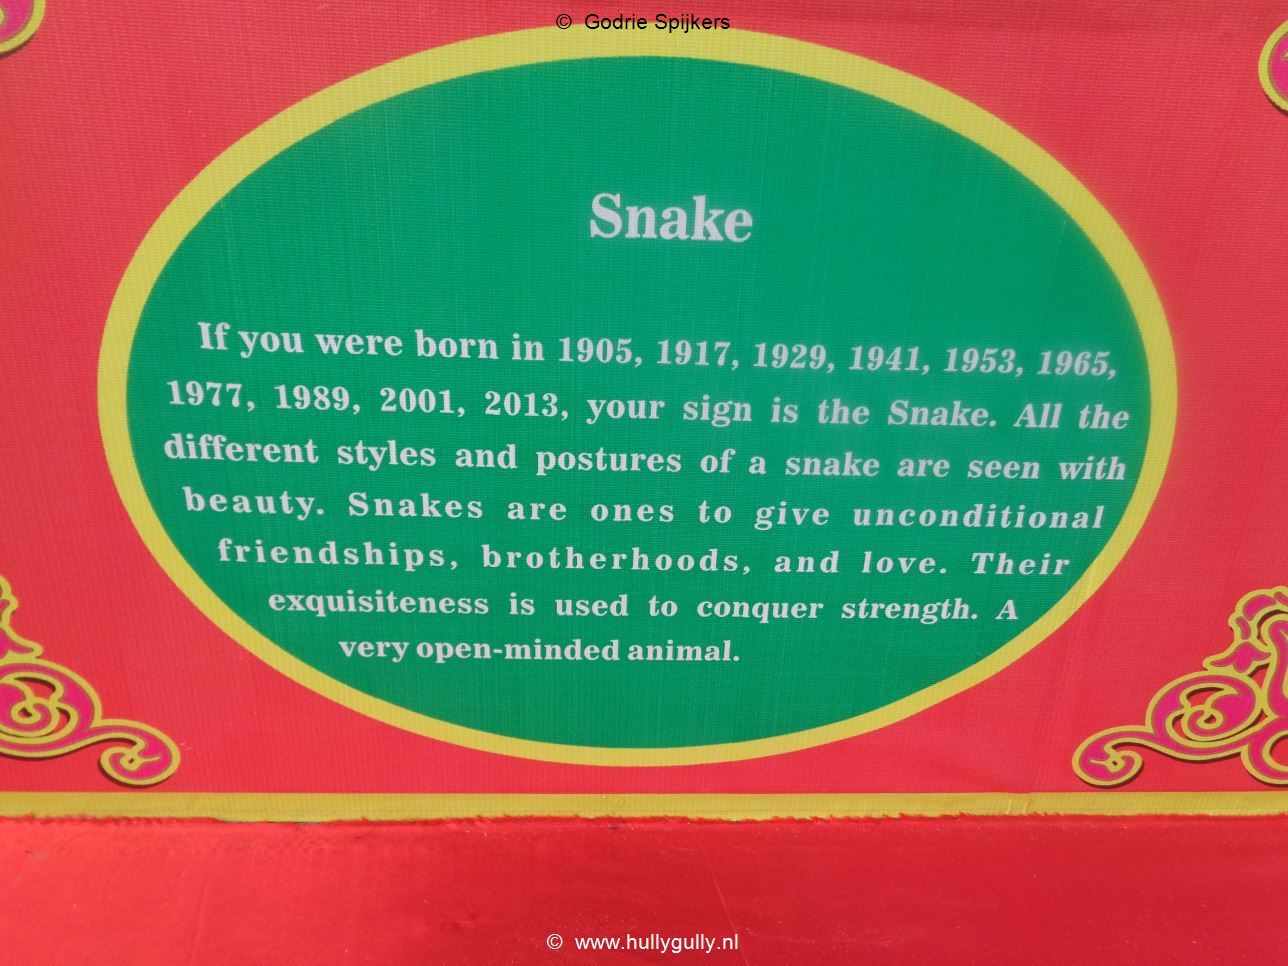 © Godrie Spijkers
Snake
If you were born in 1905, 1917, 1929, 1941, 1953, 1965,
1977, 1989, 2001, 2013, your sign is the Snake. All the
different styles and postures of a snake are seen with
beauty. Snakes are ones to give unconditional
friendships, brotherhoods, and love. Their
exquisiteness is used to conquer strength. A
very open-minded animal.
© www.hullygully.nl